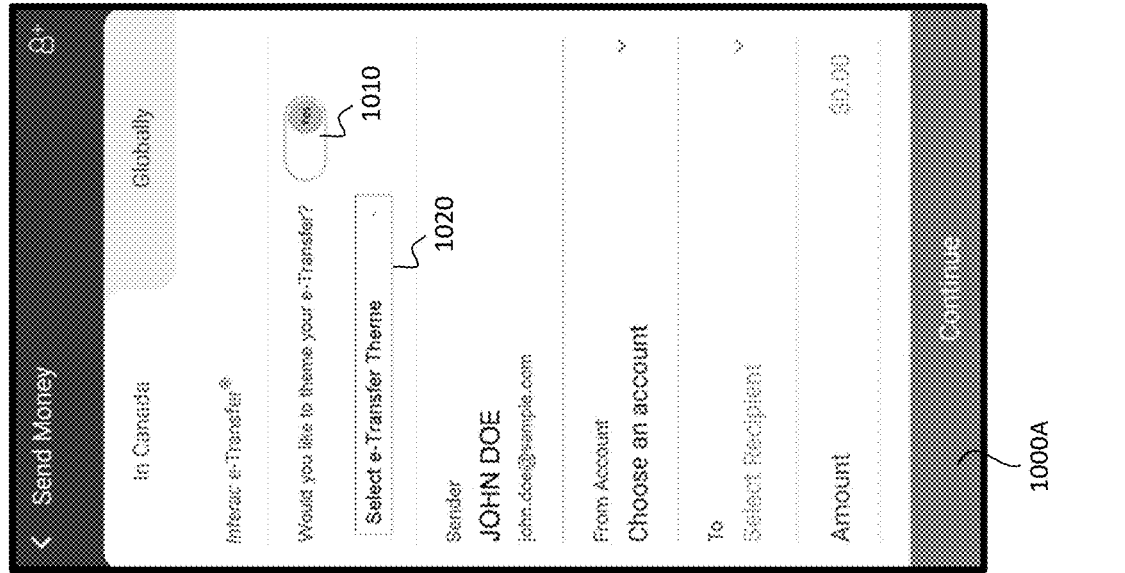 Send Money
In Canada
Globally
Interac e-Transfer®
Would you like to theme your e-Transfer?
1010
Select e-Transfer Theme
1020
Sender
JOHN DOE
john.doe@sample.com
From Account
Choose an account
To
Select Recipient
Amount
$0.00
Continue
1000A